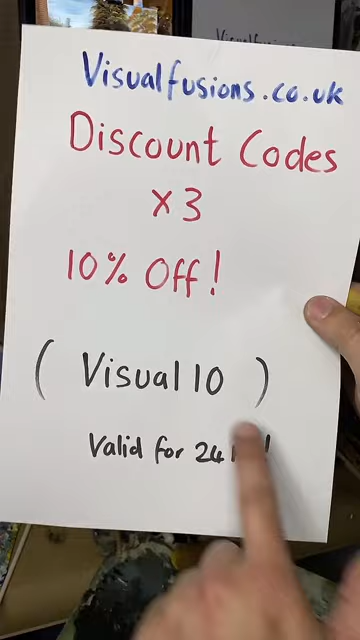 Visualfusions.co.uk
Discount Codes
x3
10% Off!
( Visual10 )
Valid for 24